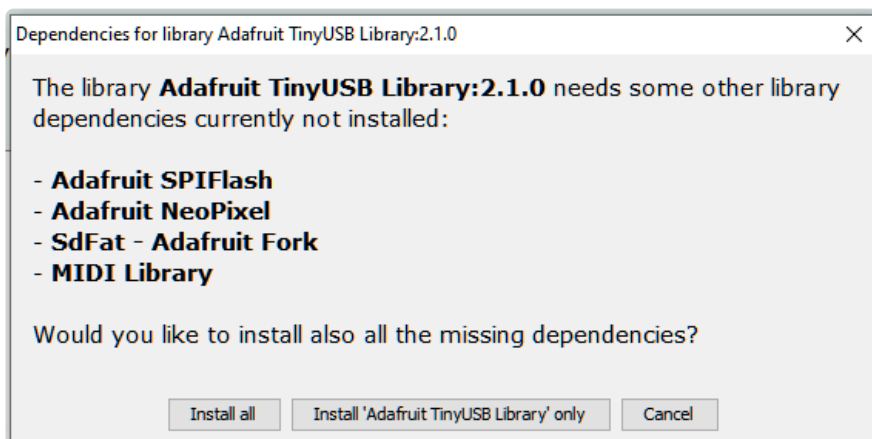 Dependencies for library Adafruit TinyUSB Library:2.1.0
The library Adafruit TinyUSB Library:2.1.0 needs some other library
dependencies currently not installed:
- Adafruit SPIFlash
- Adafruit NeoPixel
- SdFat - Adafruit Fork
- MIDI Library
Would you like to install also all the missing dependencies?
Install all Install 'Adafruit TinyUSB Library' only Cancel